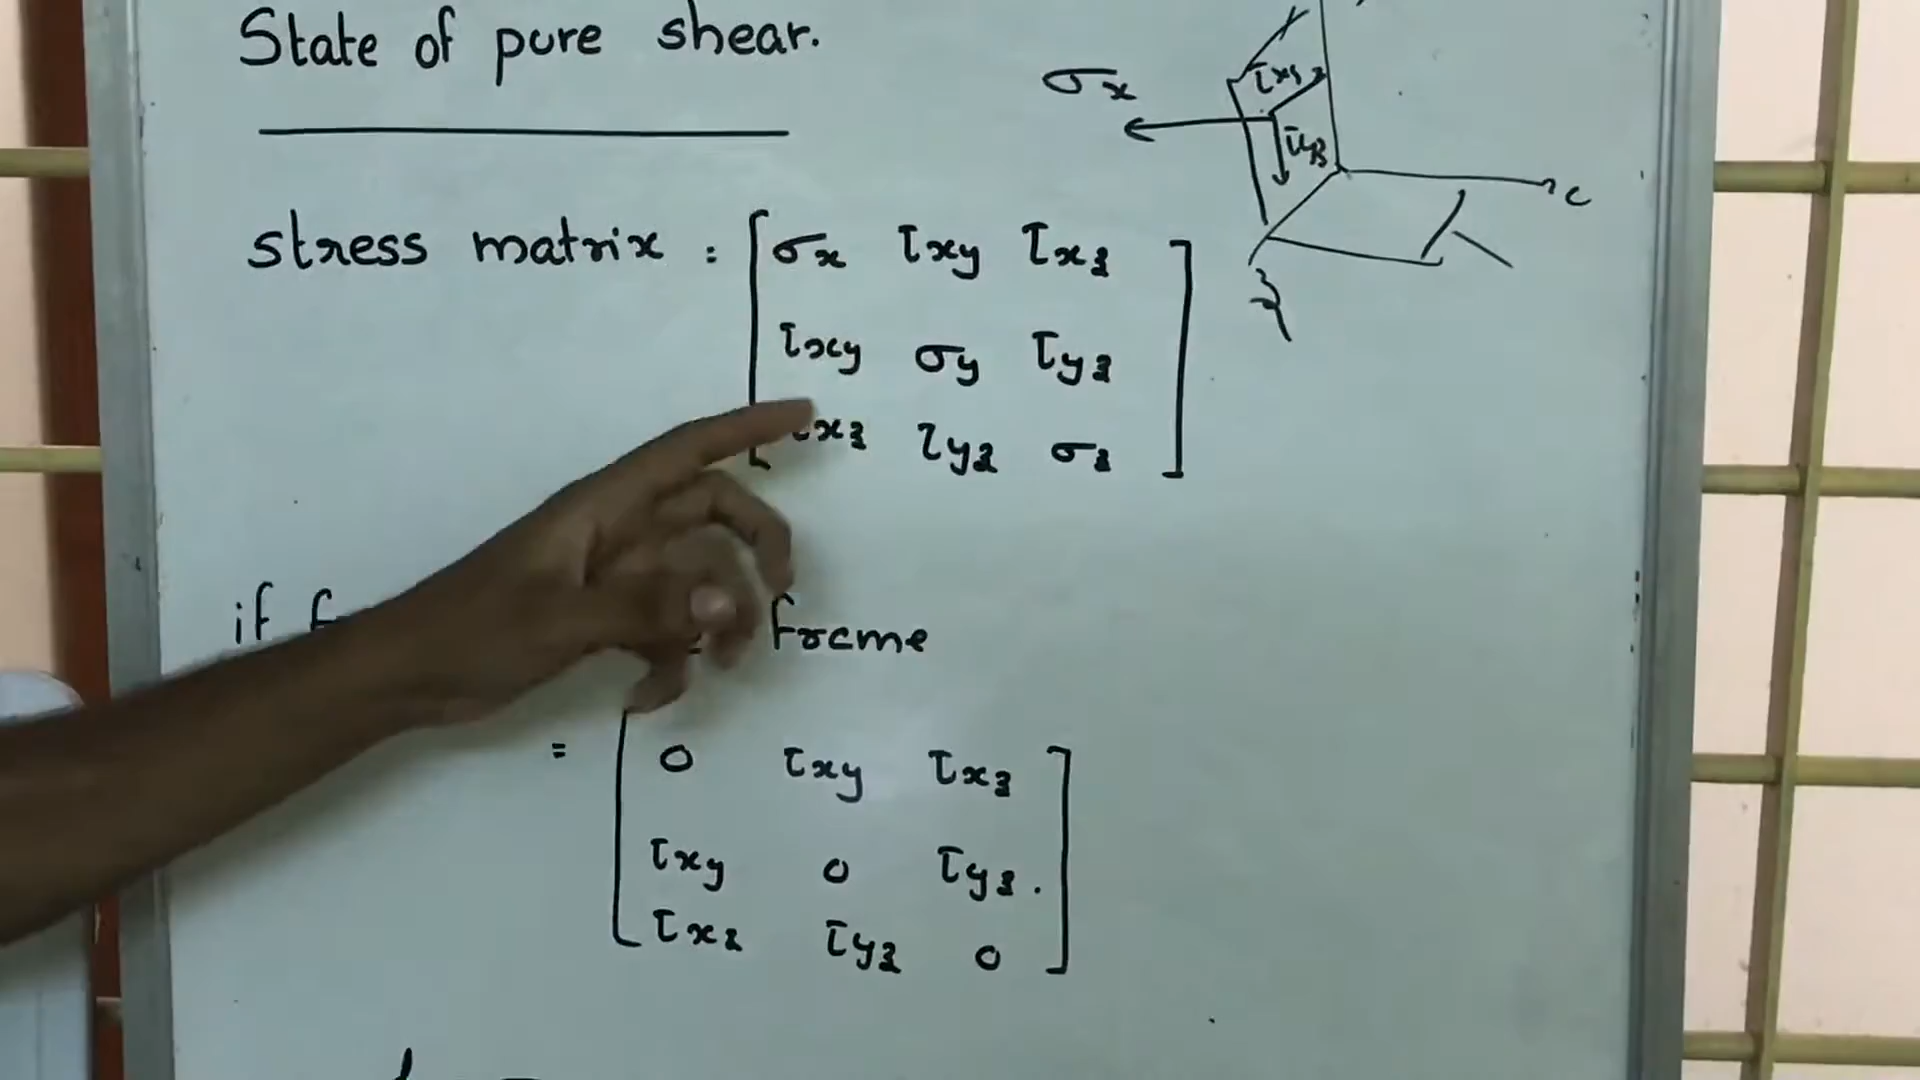 State of pure shear.
σx
τxz
stress matrix : σx τxy τxz
τxy σy τyz
τxz τyz σz
if
frame
= 0 τxy τxz
τxy 0 τyz.
τxz τyz 0